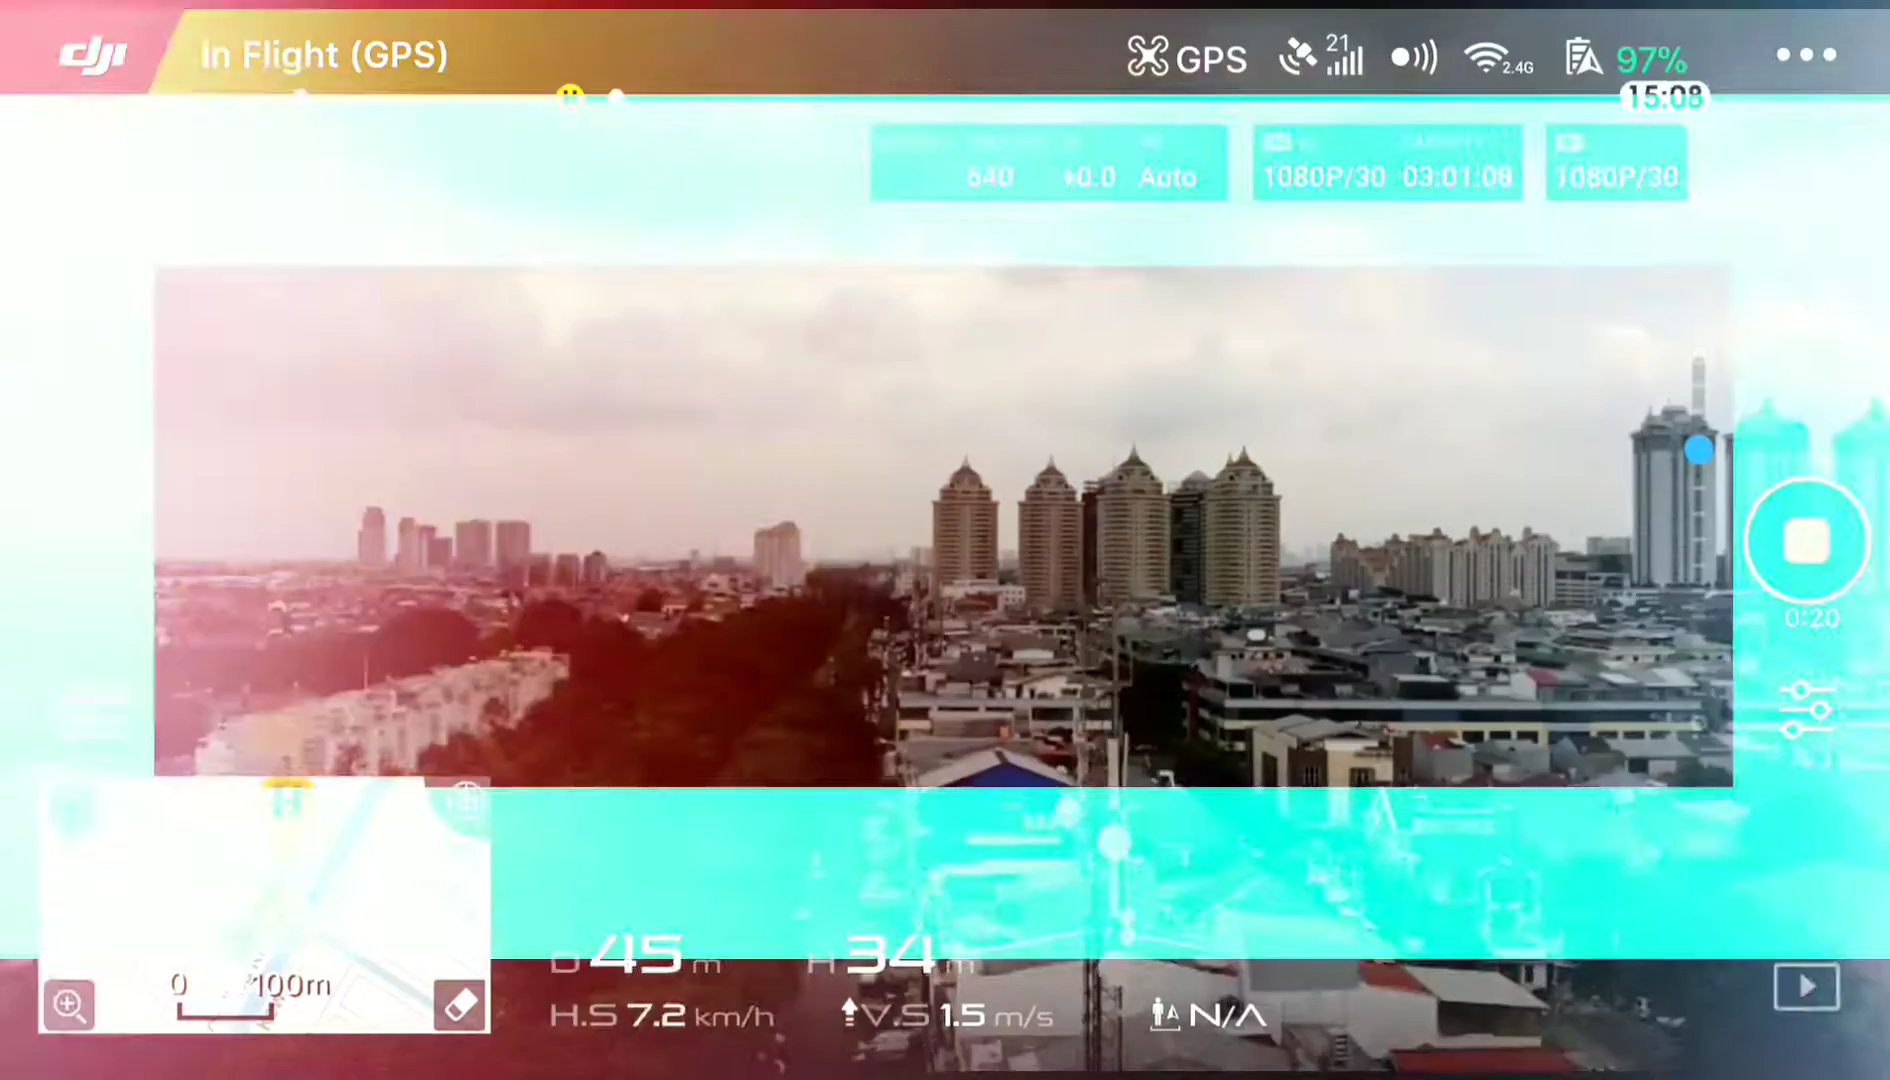 dji In Flight (GPS) GPS 21 2.4G 97%
H 15:08
640 +0.0 Auto 1080P/30 03:01:09 1080P/30
CAPACITY
0:20
H
D 45 m H 34 m
0 100m
H.S 7.2 km/h V.S 1.5 m/s N/A